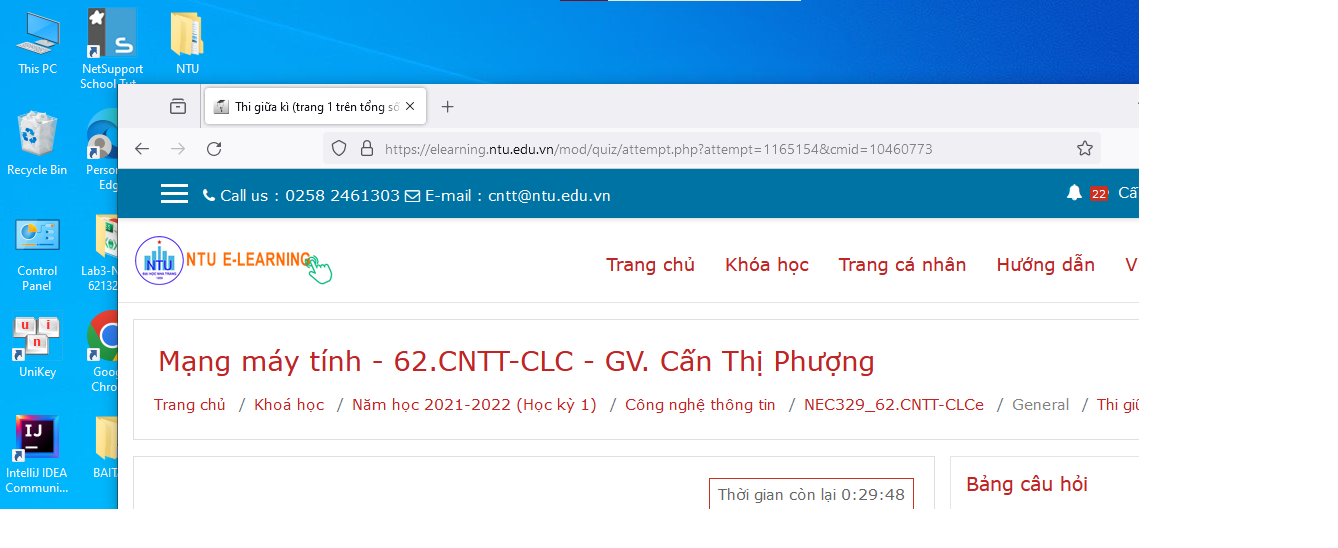 This PC
NetSupport
School Tut...
NTU
Thi giữa kì (trang 1 trên tổng số
Recycle Bin
Person
Edg
https://elearning.ntu.edu.vn/mod/quiz/attempt.php?attempt=1165154&cmid=10460773
Call us : 0258 2461303 E-mail : cntt@ntu.edu.vn
22
NTU
NTU E-LEARNING
Trang chủ Khóa học Trang cá nhân Hướng dẫn V
Control
Panel
Lab3-N
62132
Mạng máy tính - 62.CNTT-CLC - GV. Cấn Thị Phượng
UniKey
Goo
Chro
Trang chủ / Khoá học / Năm học 2021-2022 (Học kỳ 1) / Công nghệ thông tin / NEC329_62.CNTT-CLCe / General / Thi giữ
IntelliJ IDEA
Communi...
BAITA
Thời gian còn lại 0:29:48
Bảng câu hỏi